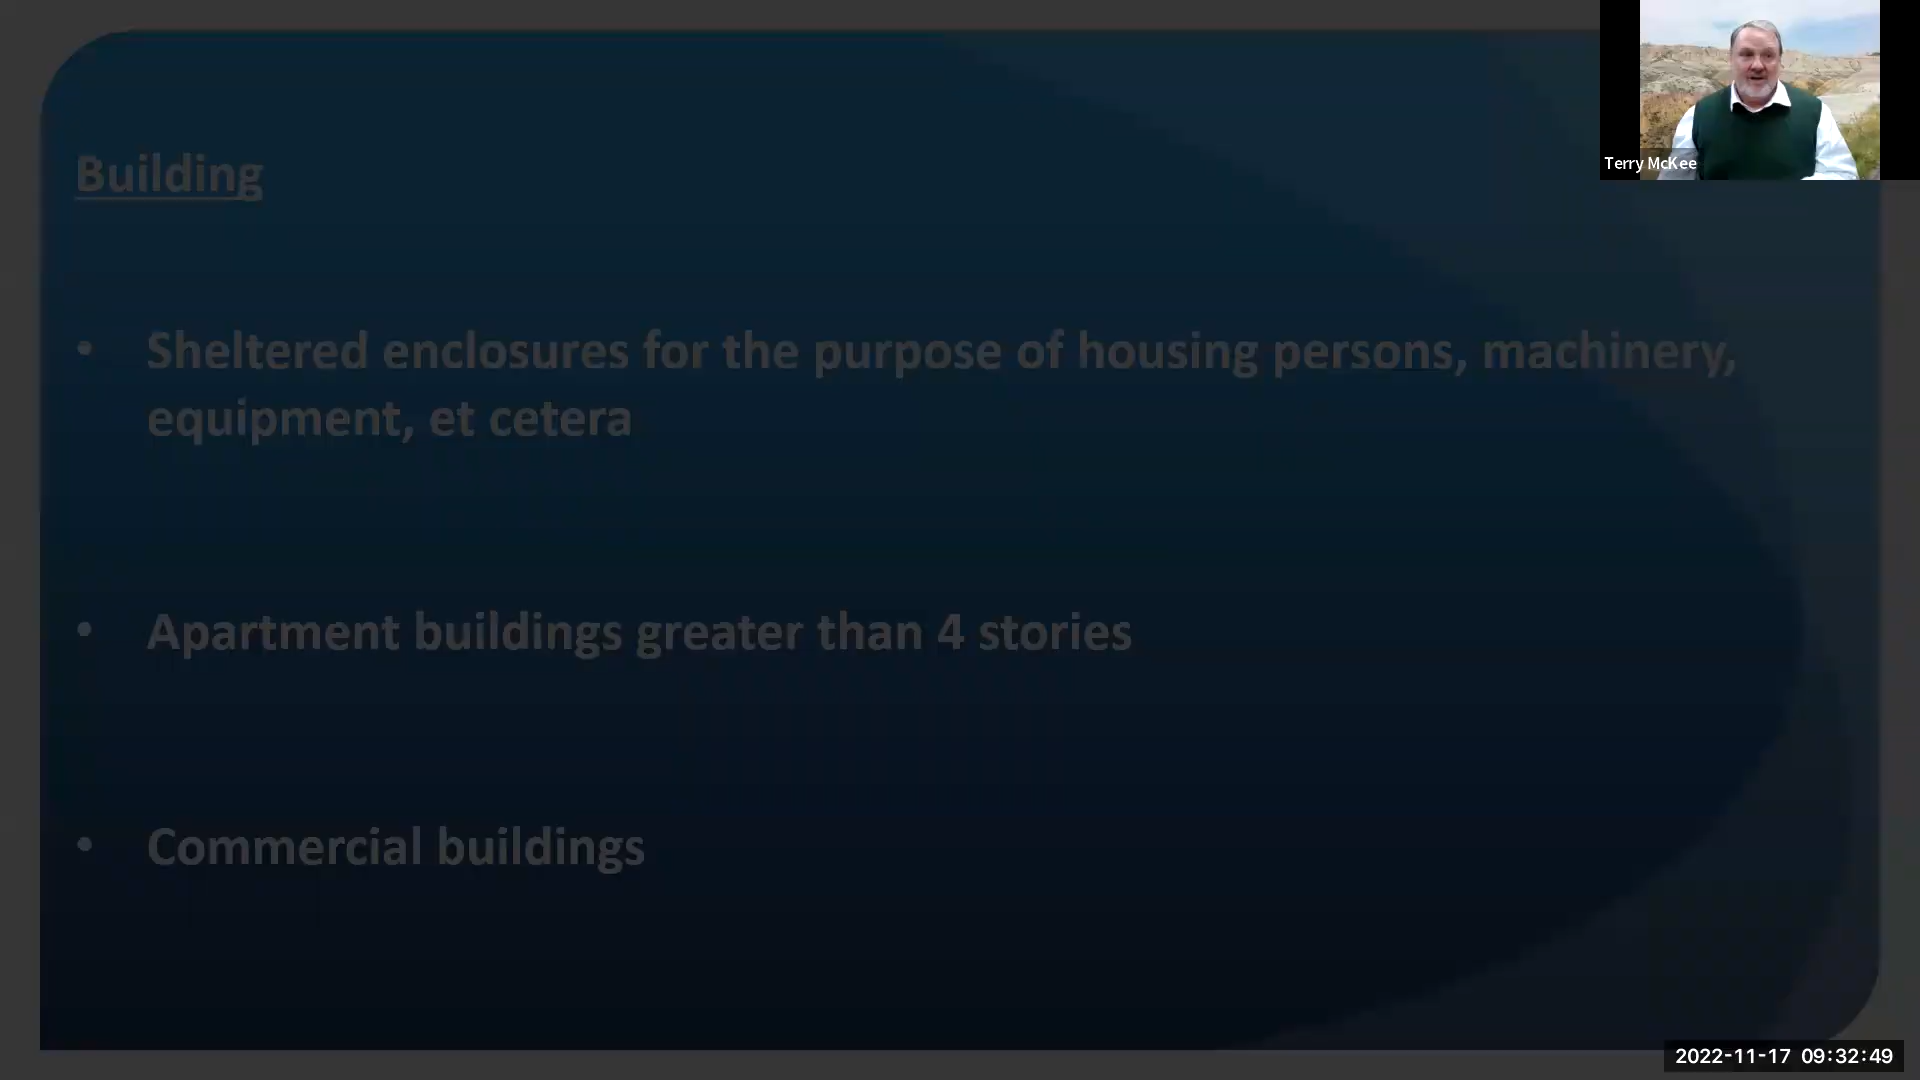 Building
• Sheltered enclosures for the purpose of housing persons, machinery,
equipment, et cetera
• Apartment buildings greater than 4 stories
• Commercial buildings
Terry McKee
2022-11-17 09:32:49